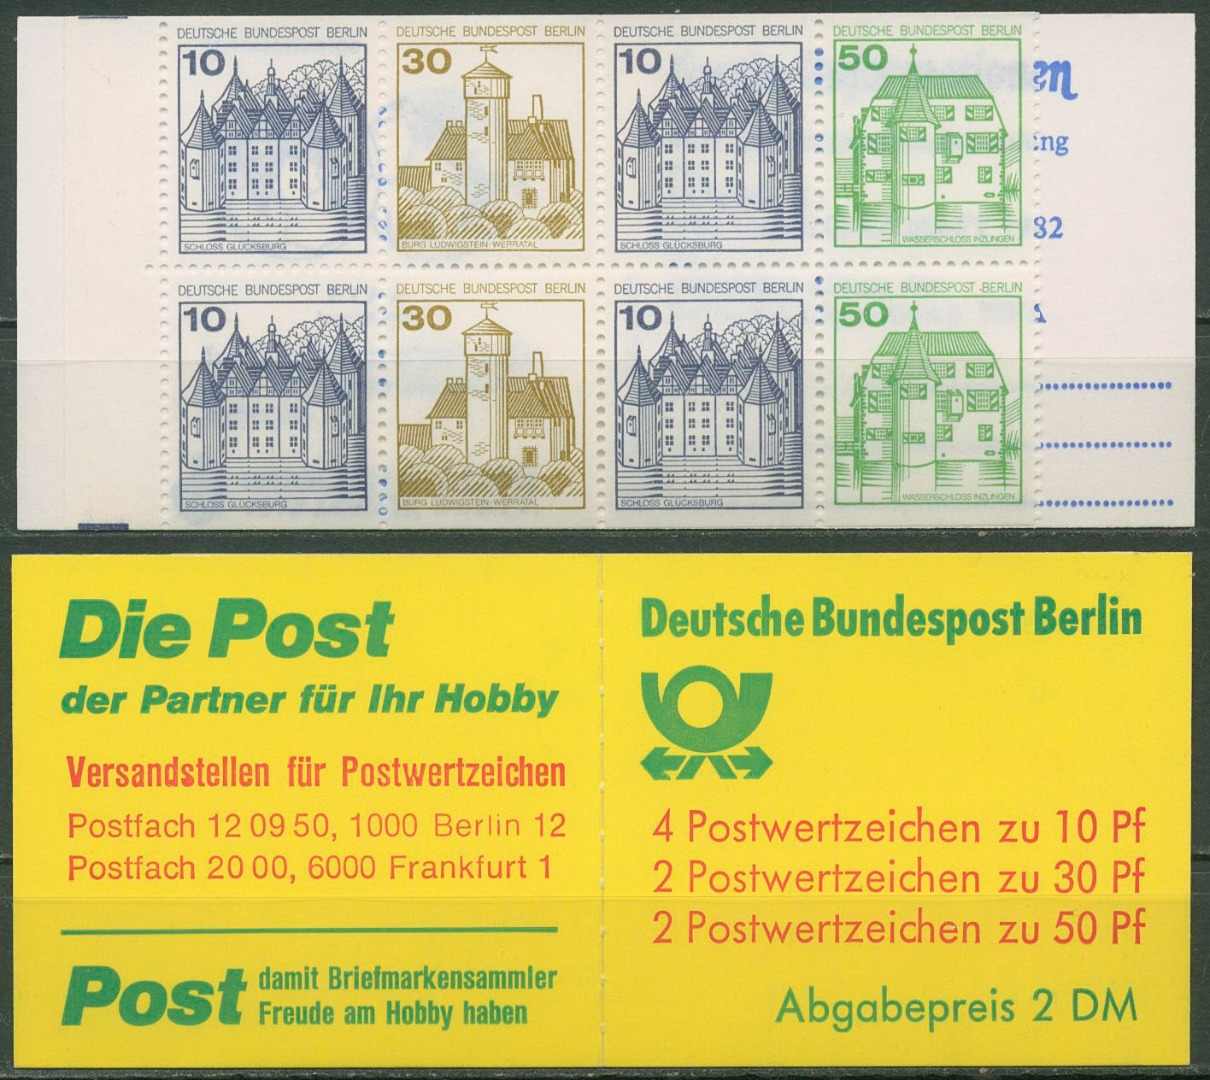 DEUTSCHE BUNDESPOST BERLIN DEUTSCHE BUNDESPOST BERLIN DEUTSCHE BUNDESPOST BERLIN DEUTSCHE BUNDESPOST BERLIN
10 30 10 50
SCHLOSS GLÜCKSBURG BURG LUDWIGSTEIN·WERRATAL SCHLOSS GLÜCKSBURG WASSERSCHLOSS INZLINGEN
DEUTSCHE BUNDESPOST BERLIN DEUTSCHE BUNDESPOST BERLIN DEUTSCHE BUNDESPOST BERLIN DEUTSCHE BUNDESPOST BERLIN
10 30 10 50
SCHLOSS GLÜCKSBURG BURG LUDWIGSTEIN·WERRATAL SCHLOSS GLÜCKSBURG WASSERSCHLOSS INZLINGEN
en
ng
82
Die Post
der Partner für Ihr Hobby
Versandstellen für Postwertzeichen
Postfach 12 09 50, 1000 Berlin 12
Postfach 20 00, 6000 Frankfurt 1
Post damit Briefmarkensammler
Freude am Hobby haben
Deutsche Bundespost Berlin
4 Postwertzeichen zu 10 Pf
2 Postwertzeichen zu 30 Pf
2 Postwertzeichen zu 50 Pf
Abgabepreis 2 DM